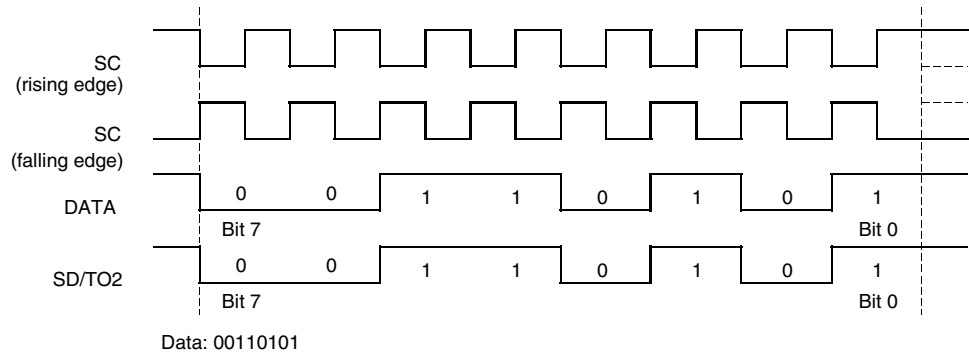 SC
(rising edge)
SC
(falling edge)
DATA
0 0 1 1 0 1 0 1
Bit 7 Bit 0
SD/TO2
0 0 1 1 0 1 0 1
Bit 7 Bit 0
Data: 00110101